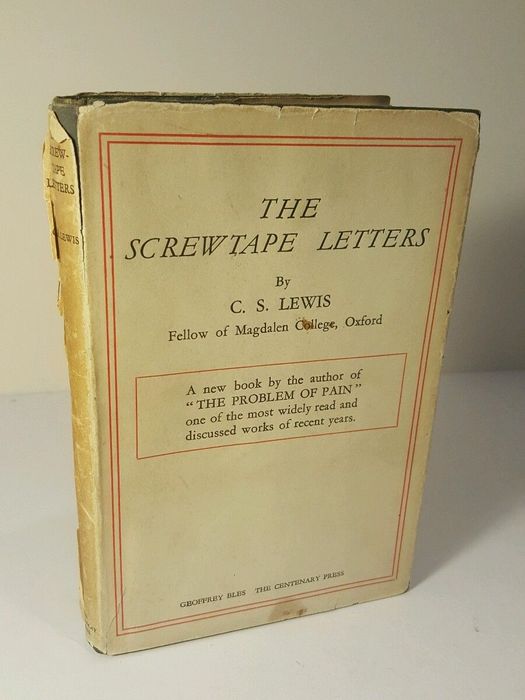 THE
SCREWTAPE LETTERS
By
C. S. LEWIS
Fellow of Magdalen College, Oxford
A new book by the author of
"THE PROBLEM OF PAIN"
one of the most widely read and
discussed works of recent years.
GEOFFREY BLES THE CENTENARY PRESS
LEWIS